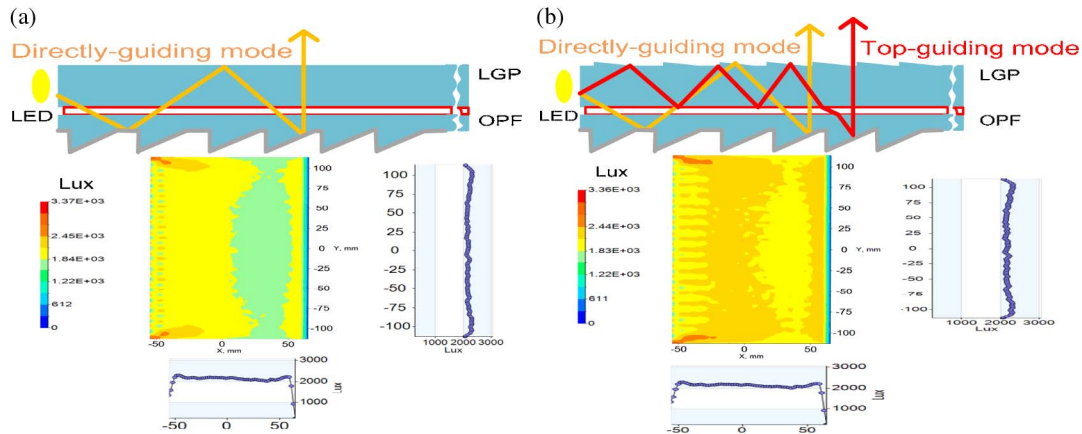 (a)
Directly-guiding mode
LED
LGP
OPF
Lux
3.37E+03
2.45E+03
1.84E+03
1.22E+03
612
0
100
75
50
25
0
-25
-50
-75
-100
Y, mm
-50
0
50
X, mm
100
75
50
25
0
-25
-50
-75
-100
1000 2000 3000
Lux
3000
2000
1000
Lux
-50
0
50
(b)
Directly-guiding mode
Top-guiding mode
LED
LGP
OPF
Lux
3.36E+03
2.44E+03
1.83E+03
1.22E+03
611
0
100
75
50
25
0
-25
-50
-75
-100
Y, mm
-50
0
50
X, mm
100
50
0
-50
-100
1000 2000 3000
Lux
3000
2000
1000
Lux
-50
0
50